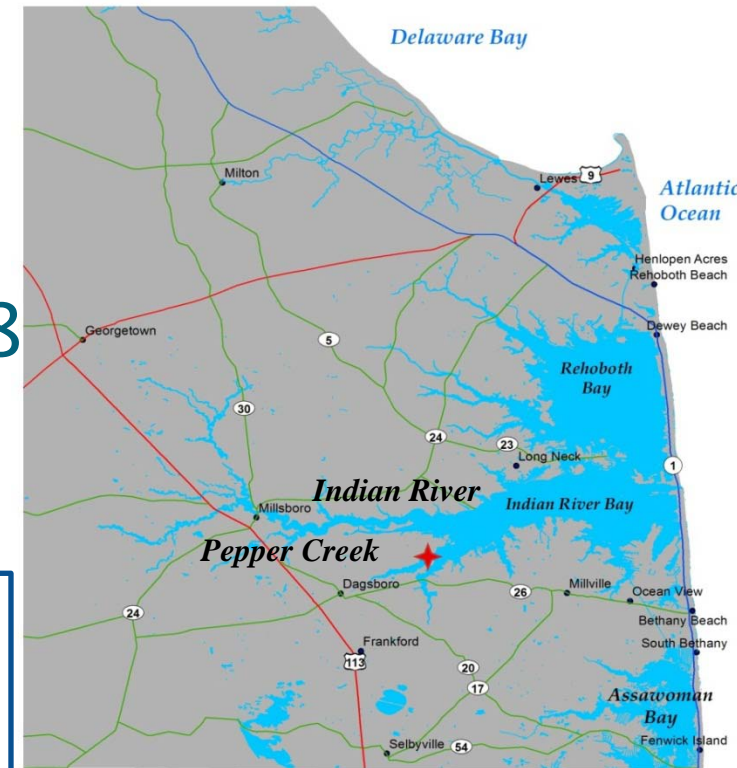 Delaware Bay
Milton
Lewes
9
Atlantic
Ocean
Henlopen Acres
Rehoboth Beach
8
Georgetown
5
Dewey Beach
Rehoboth
Bay
30
24
23
Long Neck
1
Indian River
Millsboro
Indian River Bay
Pepper Creek
Dagsboro
26
Millville
Ocean View
Bethany Beach
24
Frankford
South Bethany
113
20
17
Assawoman
Bay
Selbyville
54
Fenwick Island